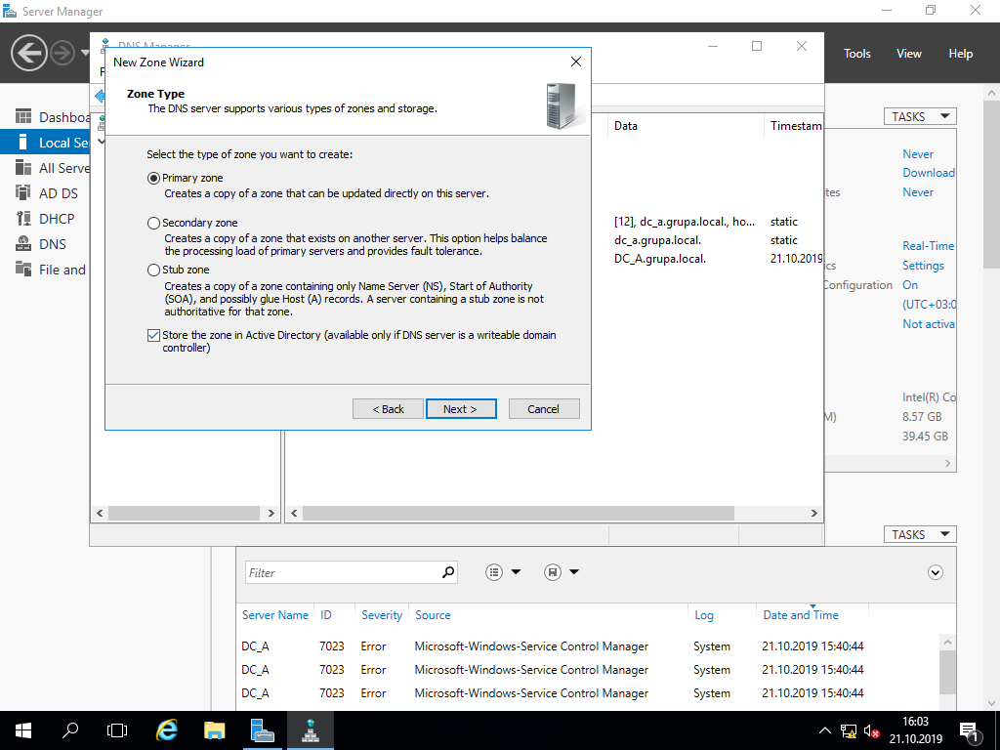 Server Manager
Tools
View
Help
DNS Manager
New Zone Wizard
Zone Type
The DNS server supports various types of zones and storage.
Select the type of zone you want to create:
Primary zone
Creates a copy of a zone that can be updated directly on this server.
Secondary zone
Creates a copy of a zone that exists on another server. This option helps balance
the processing load of primary servers and provides fault tolerance.
Stub zone
Creates a copy of a zone containing only Name Server (NS), Start of Authority
(SOA), and possibly glue Host (A) records. A server containing a stub zone is not
authoritative for that zone.
Store the zone in Active Directory (available only if DNS server is a writeable domain
controller)
< Back
Next >
Cancel
Dashboa
Local Se
All Serve
AD DS
DHCP
DNS
File and
Data
Timestam
[12], dc_a.grupa.local., ho...
static
dc_a.grupa.local.
static
DC_A.grupa.local.
21.10.2019
TASKS
Never
Download
tes
Never
Real-Time
cs
Settings
Configuration
On
(UTC+03:0
Not activa
Intel(R) Co
M)
8.57 GB
39.45 GB
TASKS
Filter
Server Name
ID
Severity
Source
Log
Date and Time
DC_A 7023 Error Microsoft-Windows-Service Control Manager System 21.10.2019 15:40:44
DC_A 7023 Error Microsoft-Windows-Service Control Manager System 21.10.2019 15:40:44
DC_A 7023 Error Microsoft-Windows-Service Control Manager System 21.10.2019 15:40:44
16:03
21.10.2019
1